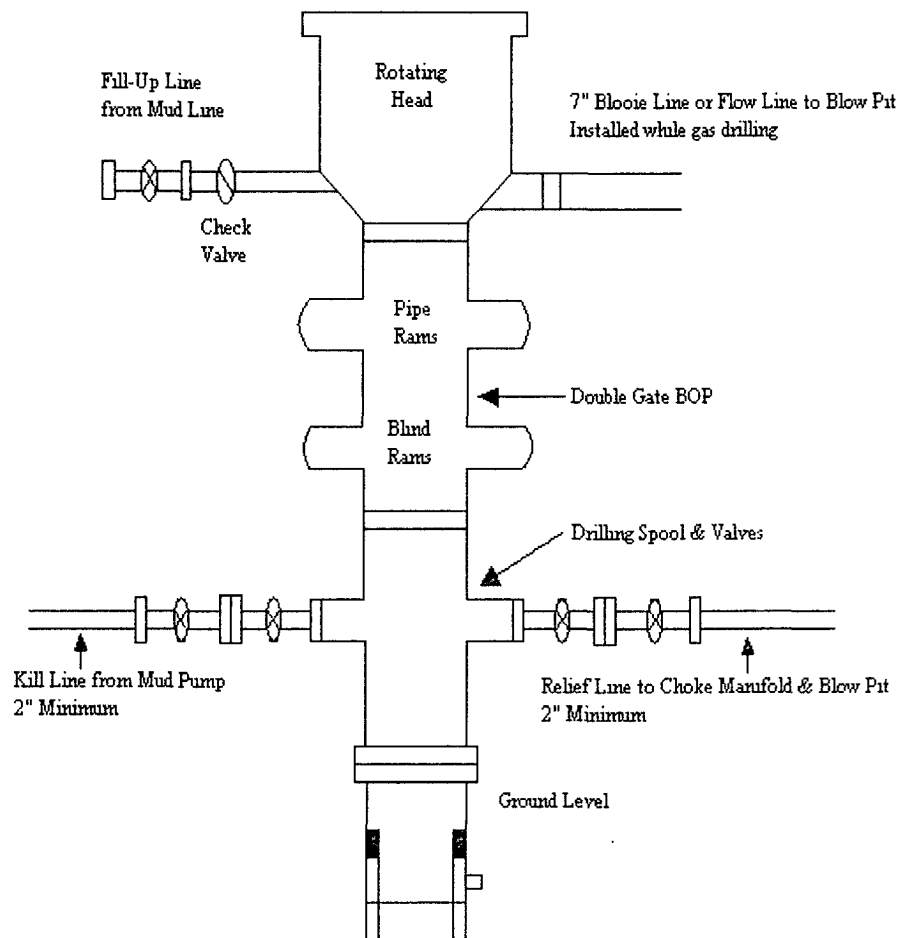 Rotating
Head
Fill-Up Line
from Mud Line
7" Blooie Line or Flow Line to Blow Pit
Installed while gas drilling
Check
Valve
Pipe
Rams
Double Gate BOP
Blind
Rams
Drilling Spool & Valves
Kill Line from Mud Pump
2" Minimum
Relief Line to Choke Manifold & Blow Pit
2" Minimum
Ground Level